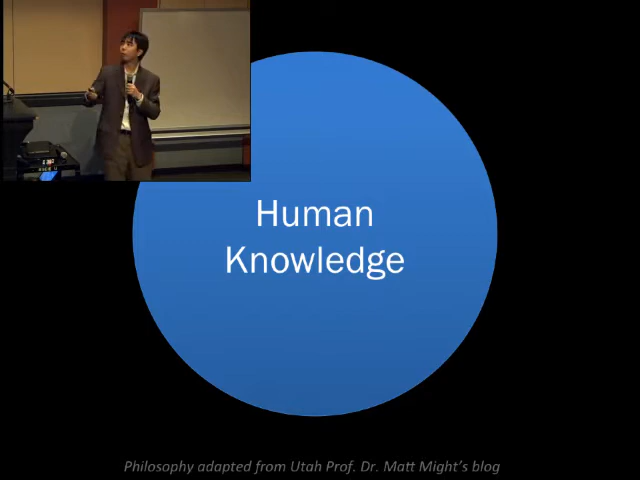 Human
Knowledge
Philosophy adapted from Utah Prof. Dr. Matt Might's blog